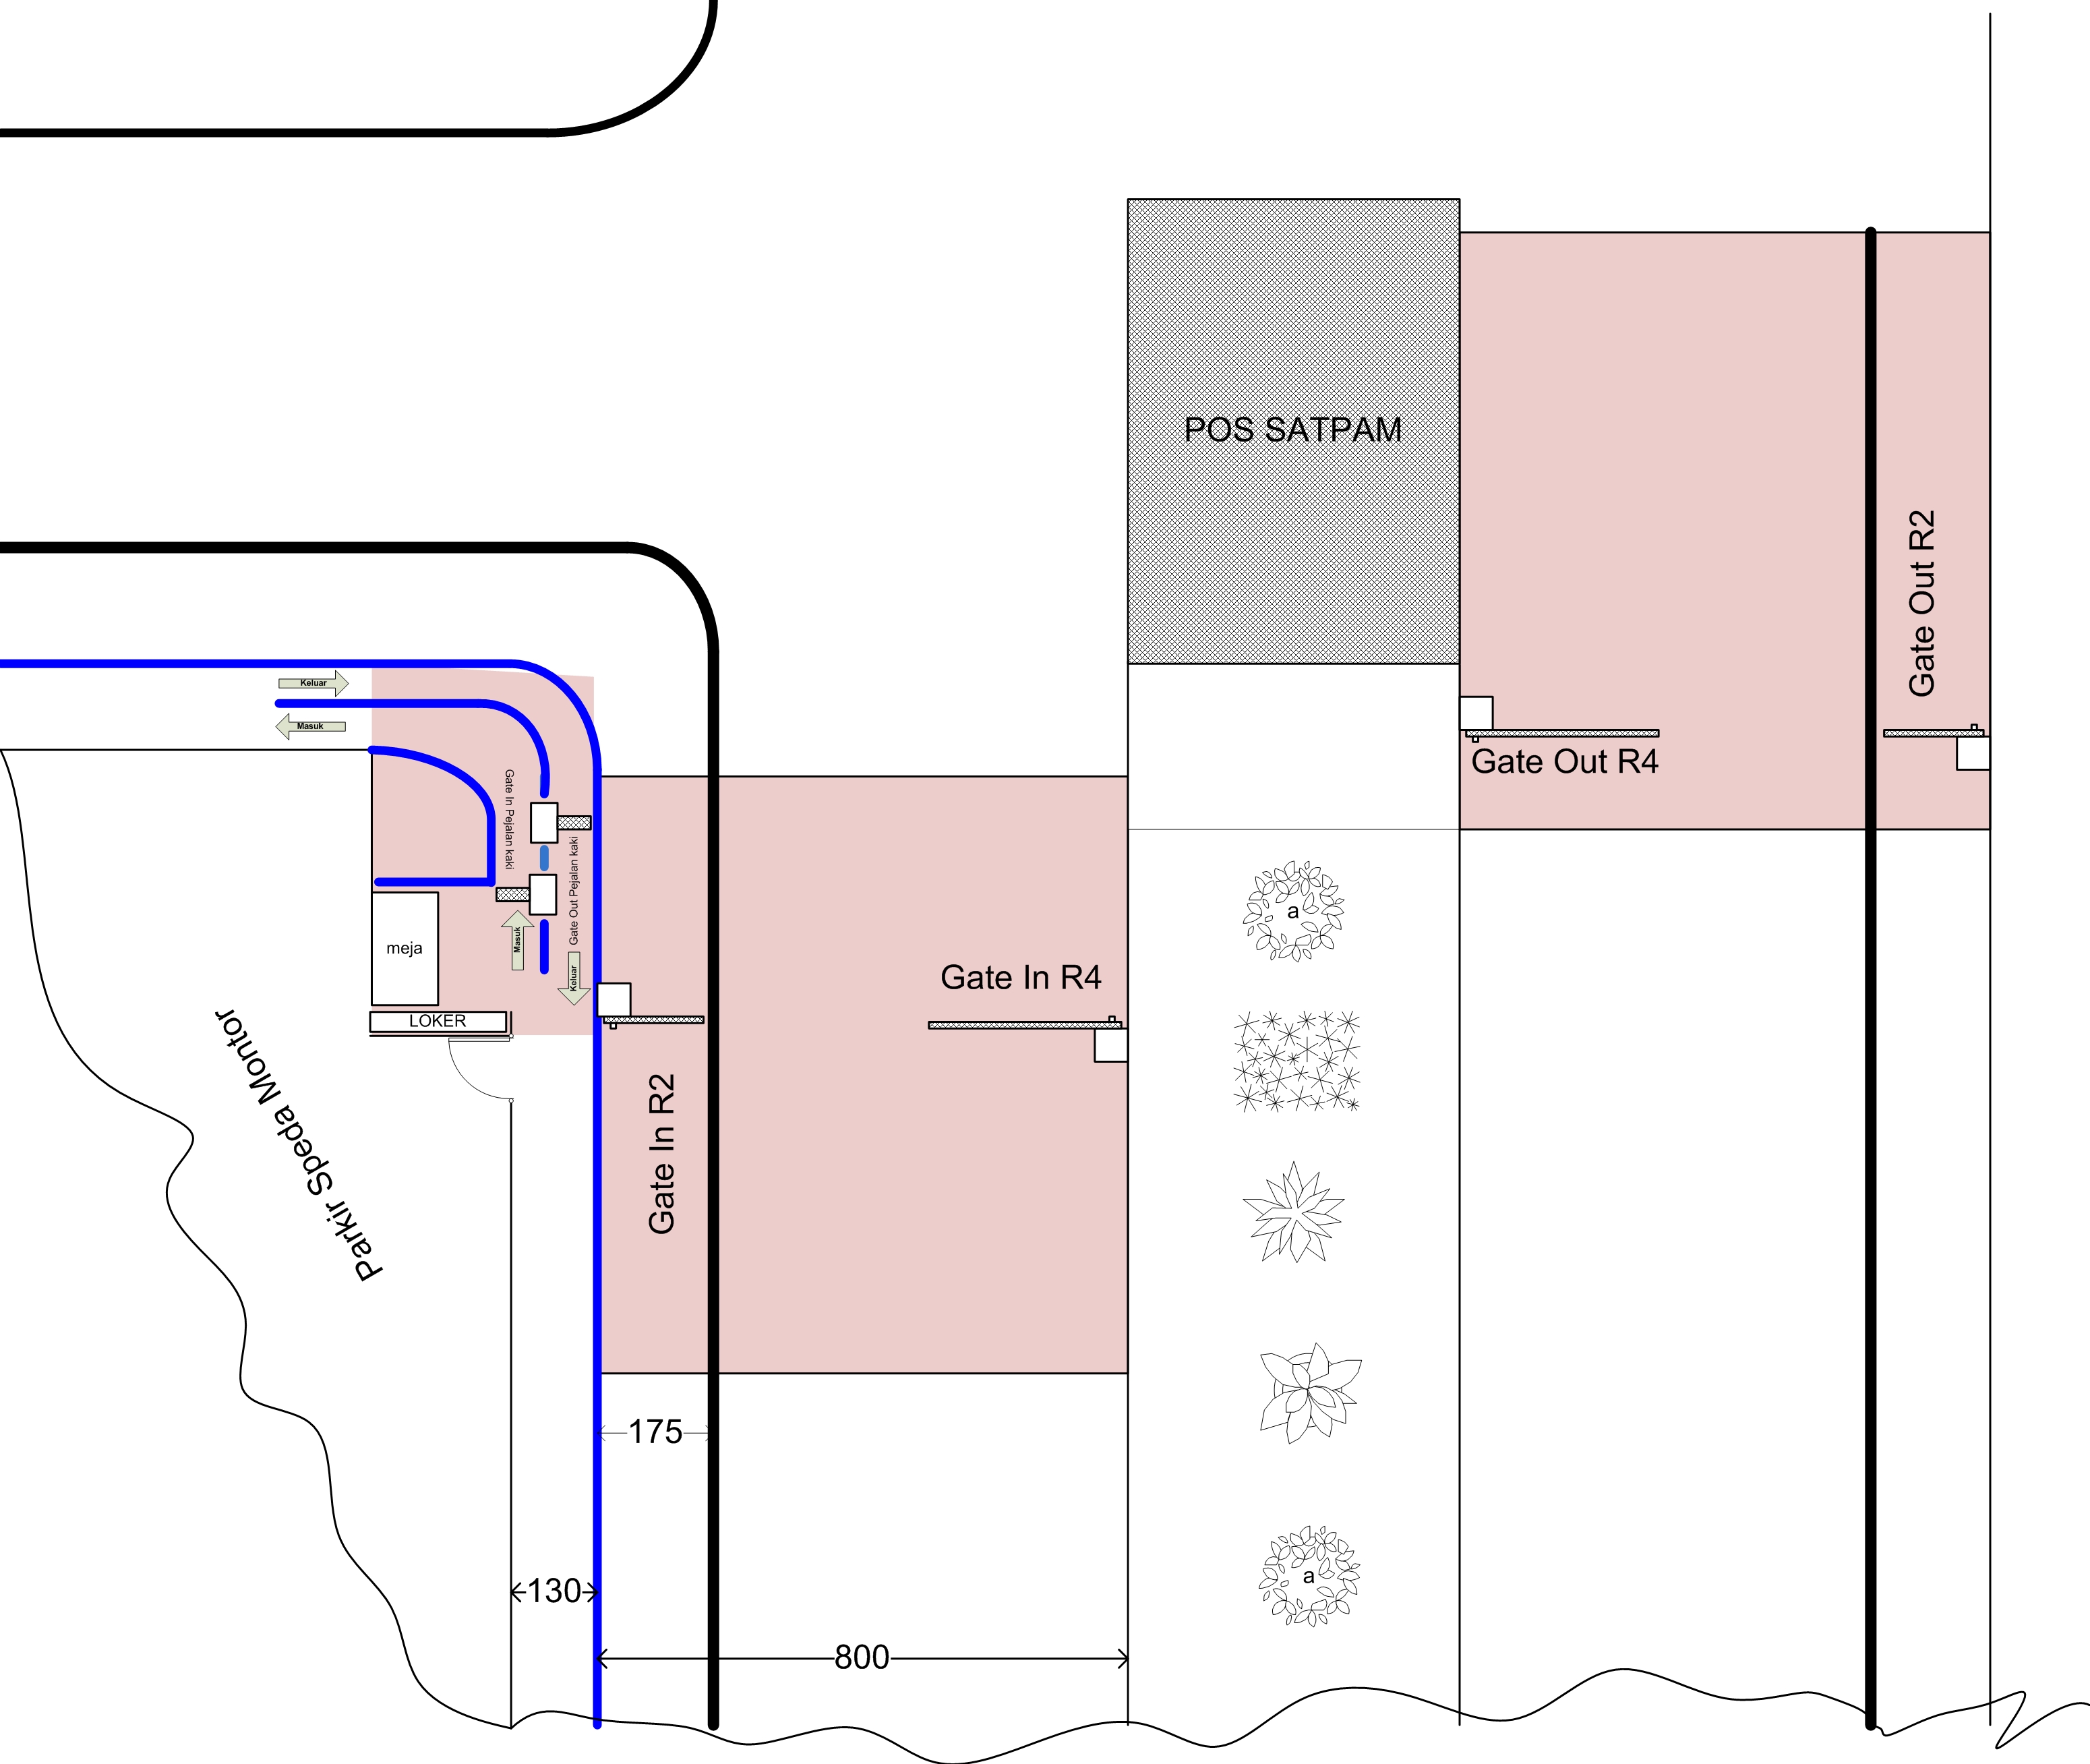 POS SATPAM
Gate Out R2
Keluar
Masuk
Gate Out R4
Gate In Pejalan kaki
Gate Out Pejalan kaki
a
meja
Masuk
Keluar
Gate In R4
LOKER
Parkir Speda Montor
Gate In R2
175
a
130
800